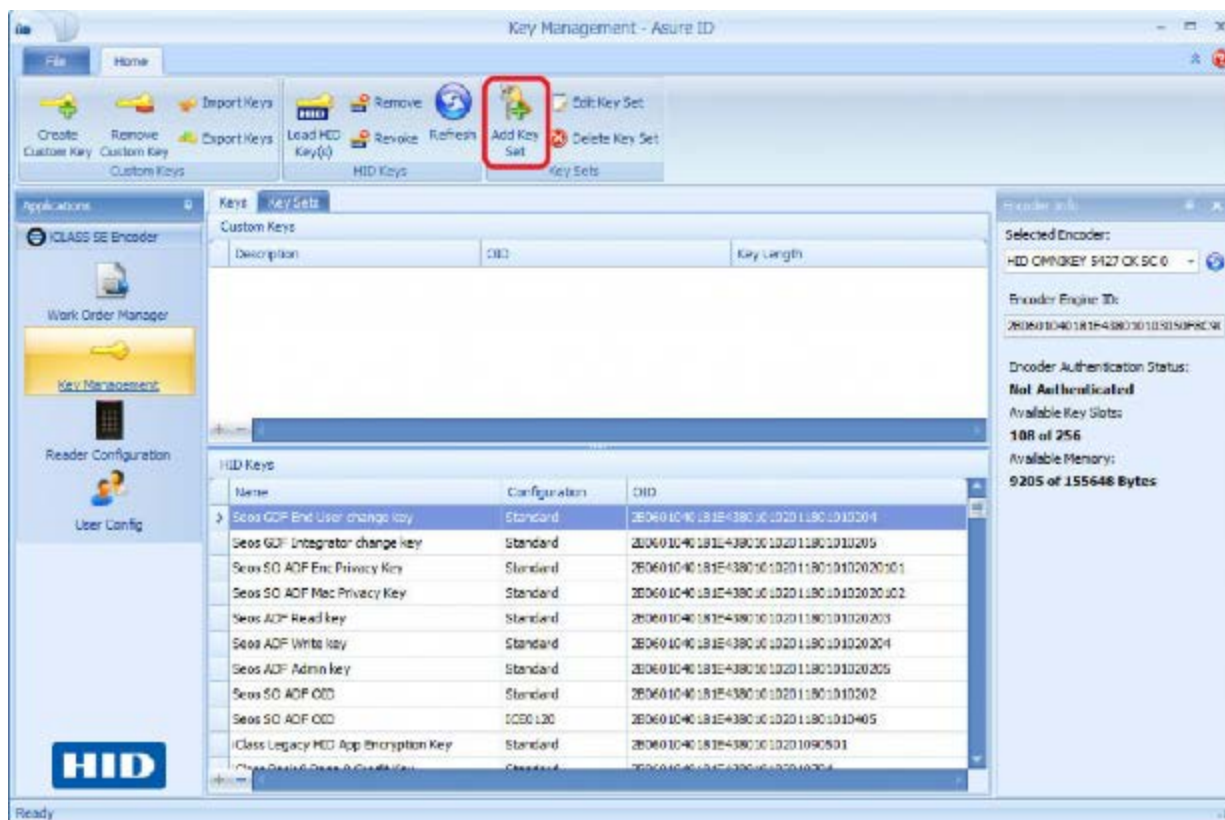 Key Management - Asure ID
File Home
Import Keys Remove Edit Key Set
Create Custom Key Remove Custom Key Export Keys Load HID Key(s) Revoke Refresh Add Key Set Delete Key Set
Custom Keys HID Keys Key Sets
Applications Keys Key Sets Encoder Info
iCLASS SE Encoder Custom Keys Selected Encoder:
Description OID Key Length HID OMNIKEY 5427 CK SC 0
Work Order Manager Encoder Engine ID:
Key Management Encoder Authentication Status:
Not Authenticated
Available Key Slots:
108 of 256
Reader Configuration HID Keys Available Memory:
Name Configuration OID 9205 of 155648 Bytes
User Config Seos GDF End User change key Standard
Seos GDF Integrator change key Standard
Seos SO ADF Enc Privacy Key Standard
Seos SO ADF Mac Privacy Key Standard
Seos ADF Read key Standard
Seos ADF Write key Standard
Seos ADF Admin key Standard
Seos SO ADF OID Standard
Seos SO ADF OID ICE0120
iClass Legacy HID App Encryption Key Standard
HID
Ready